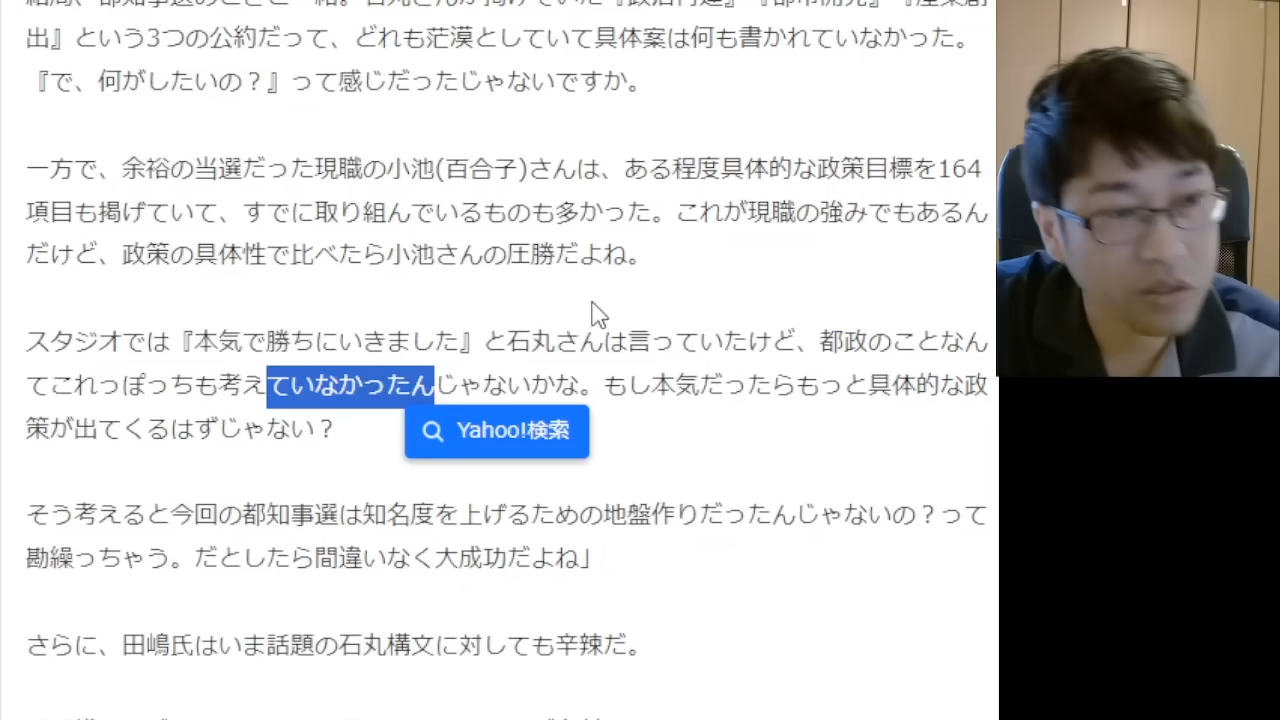 出』という3つの公約だって、どれも茫漠としていて具体案は何も書かれていなかった。
『で、何がしたいの？』って感じだったじゃないですか。
一方で、余裕の当選だった現職の小池(百合子)さんは、ある程度具体的な政策目標を164
項目も掲げていて、すでに取り組んでいるものも多かった。これが現職の強みでもあるん
だけど、政策の具体性で比べたら小池さんの圧勝だよね。
スタジオでは『本気で勝ちにいきました』と石丸さんは言っていたけど、都政のことなん
てこれっぽっちも考えていなかったんじゃないかな。もし本気だったらもっと具体的な政
策が出てくるはずじゃない？
Yahoo!検索
そう考えると今回の都知事選は知名度を上げるための地盤作りだったんじゃないの？って
勘繰っちゃう。だとしたら間違いなく大成功だよね」
さらに、田嶋氏はいま話題の石丸構文に対しても辛辣だ。